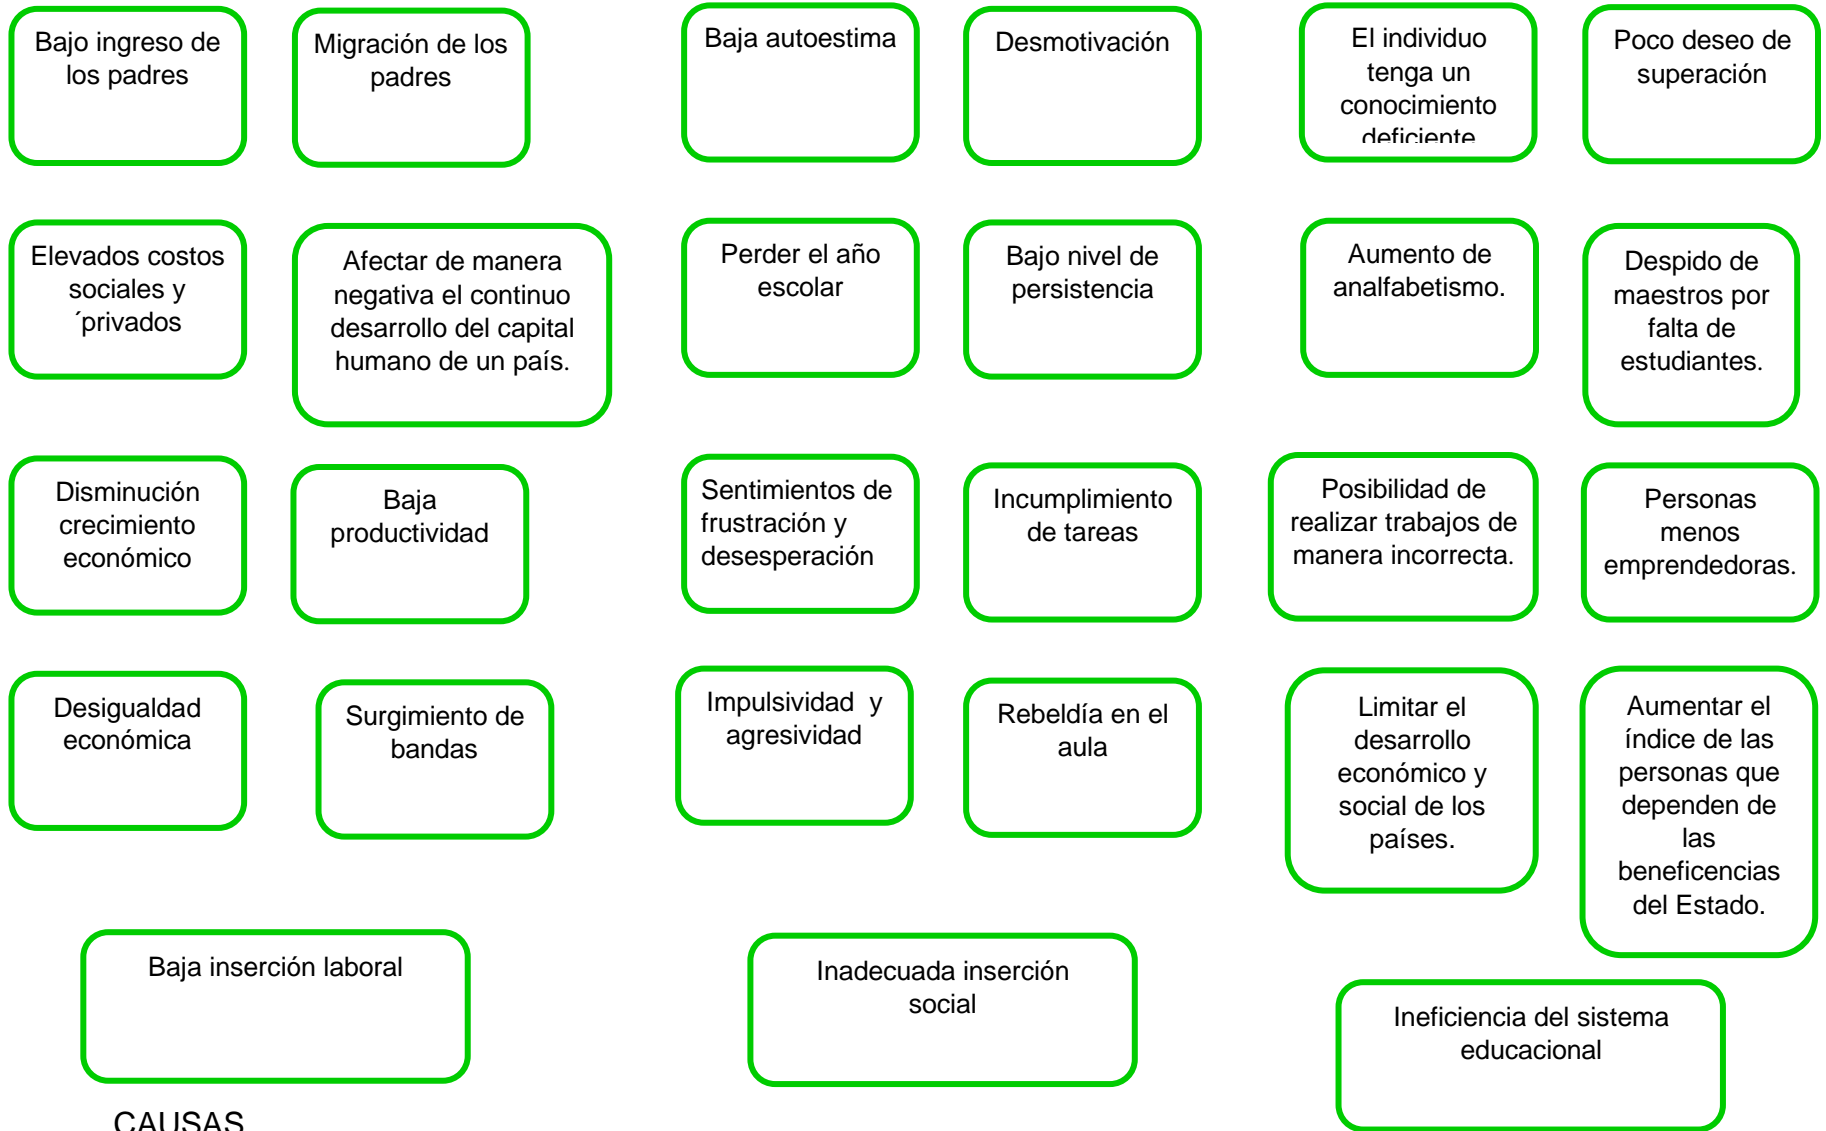 Bajo ingreso de
los padres
Migración de los
padres
Baja autoestima
Desmotivación
El individuo
tenga un
conocimiento
deficiente
Poco deseo de
superación
Elevados costos
sociales y
´privados
Afectar de manera
negativa el continuo
desarrollo del capital
humano de un país.
Perder el año
escolar
Bajo nivel de
persistencia
Aumento de
analfabetismo.
Despido de
maestros por
falta de
estudiantes.
Disminución
crecimiento
económico
Baja
productividad
Sentimientos de
frustración y
desesperación
Incumplimiento
de tareas
Posibilidad de
realizar trabajos de
manera incorrecta.
Personas
menos
emprendedoras.
Desigualdad
económica
Surgimiento de
bandas
Impulsividad  y
agresividad
Rebeldía en el
aula
Limitar el
desarrollo
económico y
social de los
países.
Aumentar el
índice de las
personas que
dependen de
las
beneficencias
del Estado.
Baja inserción laboral
Inadecuada inserción
social
Ineficiencia del sistema
educacional
CAUSAS